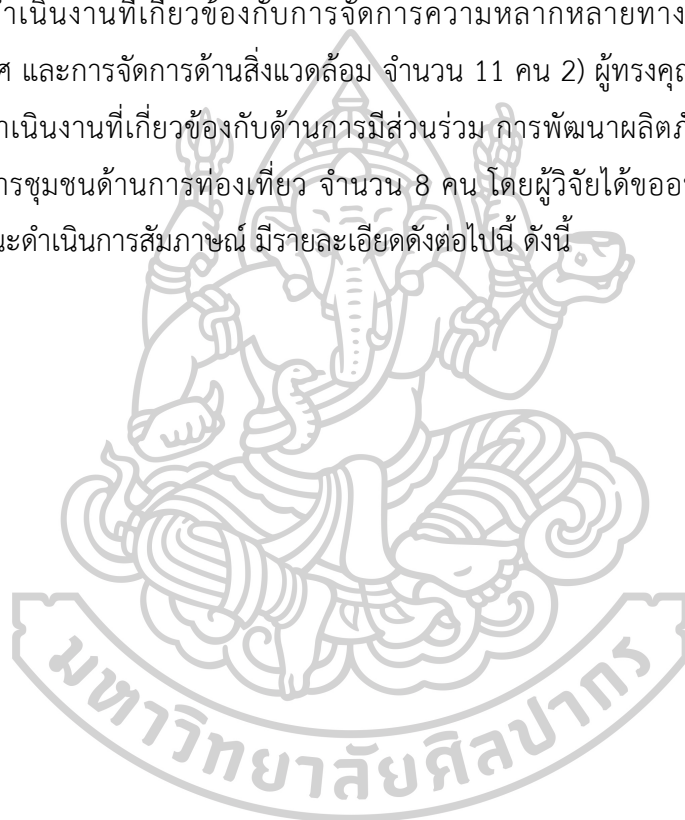 ำเนินงานที่เกี่ยวข้องกับการจัดการความหลากหลายทาง
ศ และการจัดการด้านสิ่งแวดล้อม จำนวน 11 คน 2) ผู้ทรงคุณ
ำเนินงานที่เกี่ยวข้องกับด้านการมีส่วนร่วม การพัฒนาผลิตภั
ารชุมชนด้านการท่องเที่ยว จำนวน 8 คน โดยผู้วิจัยได้ขออ
ณะดำเนินการสัมภาษณ์ มีรายละเอียดดังต่อไปนี้ ดังนี้
มหาวิทยาลัยศิลปากร